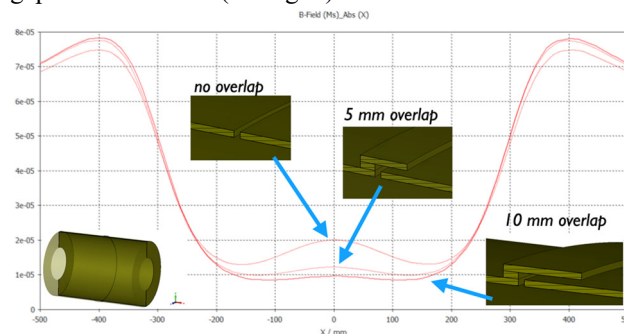 B-Field (Ms)_Abs (X)
8e-05
7e-05
6e-05
5e-05
4e-05
3e-05
2e-05
1e-05
0
no overlap
5 mm overlap
10 mm overlap
-500 -400 -300 -200 -100 0 100 200 300 400
X / mm